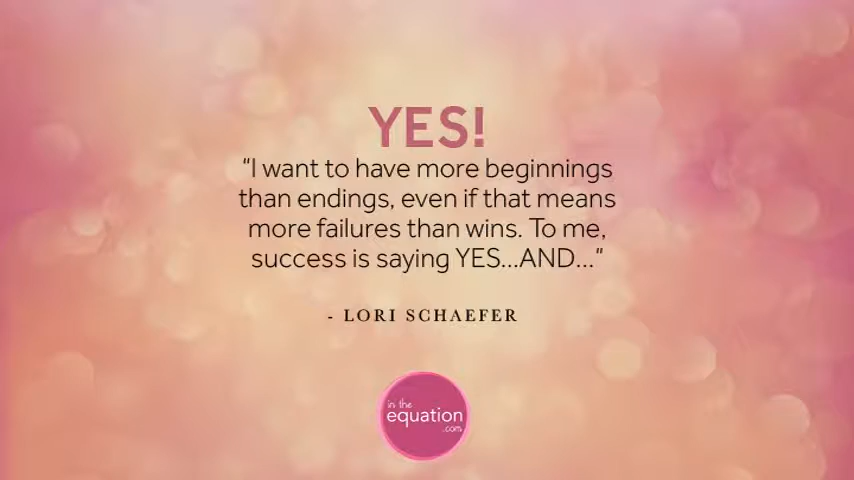 YES!
“I want to have more beginnings
than endings, even if that means
more failures than wins. To me,
success is saying YES...AND...”
- LORI SCHAEFER
in the
equation
.com